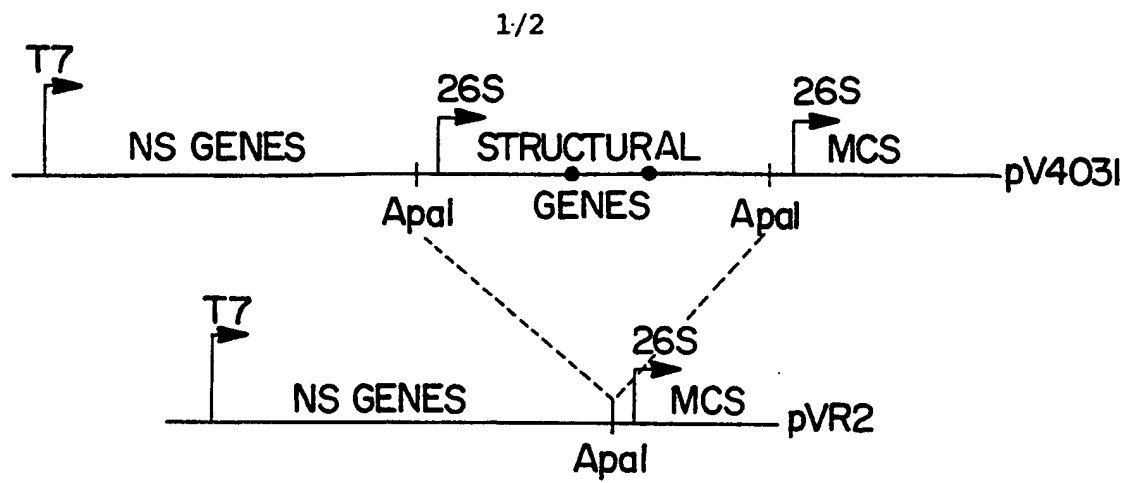 1/2
T7
26S
26S
NS GENES
STRUCTURAL
MCS
pV4031
GENES
ApaI
ApaI
T7
26S
NS GENES
MCS
pVR2
ApaI